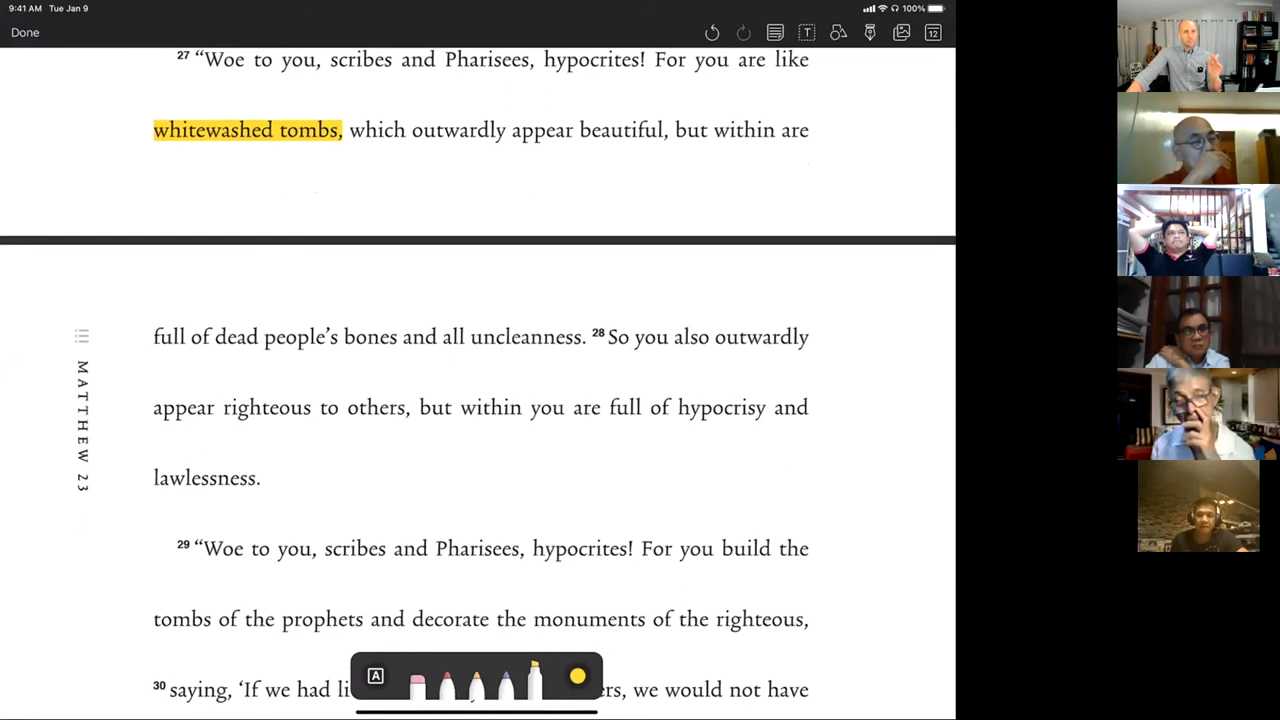 9:41 AM Tue Jan 9
100%
Done
12
27 “Woe to you, scribes and Pharisees, hypocrites! For you are like
whitewashed tombs, which outwardly appear beautiful, but within are
MATTHEW 23
full of dead people’s bones and all uncleanness. 28 So you also outwardly
appear righteous to others, but within you are full of hypocrisy and
lawlessness.
29 “Woe to you, scribes and Pharisees, hypocrites! For you build the
tombs of the prophets and decorate the monuments of the righteous,
30 saying, ‘If we had we would not have
A